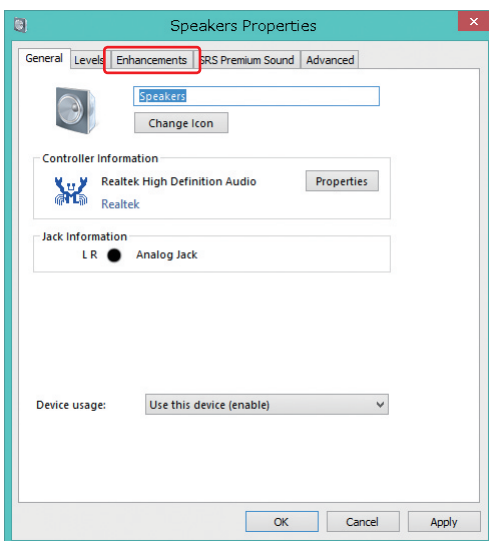 Speakers Properties
General Levels Enhancements SRS Premium Sound Advanced
Speakers
Change Icon
Controller Information
Realtek High Definition Audio Properties
Realtek
Jack Information
L R Analog Jack
Device usage: Use this device (enable)
OK Cancel Apply